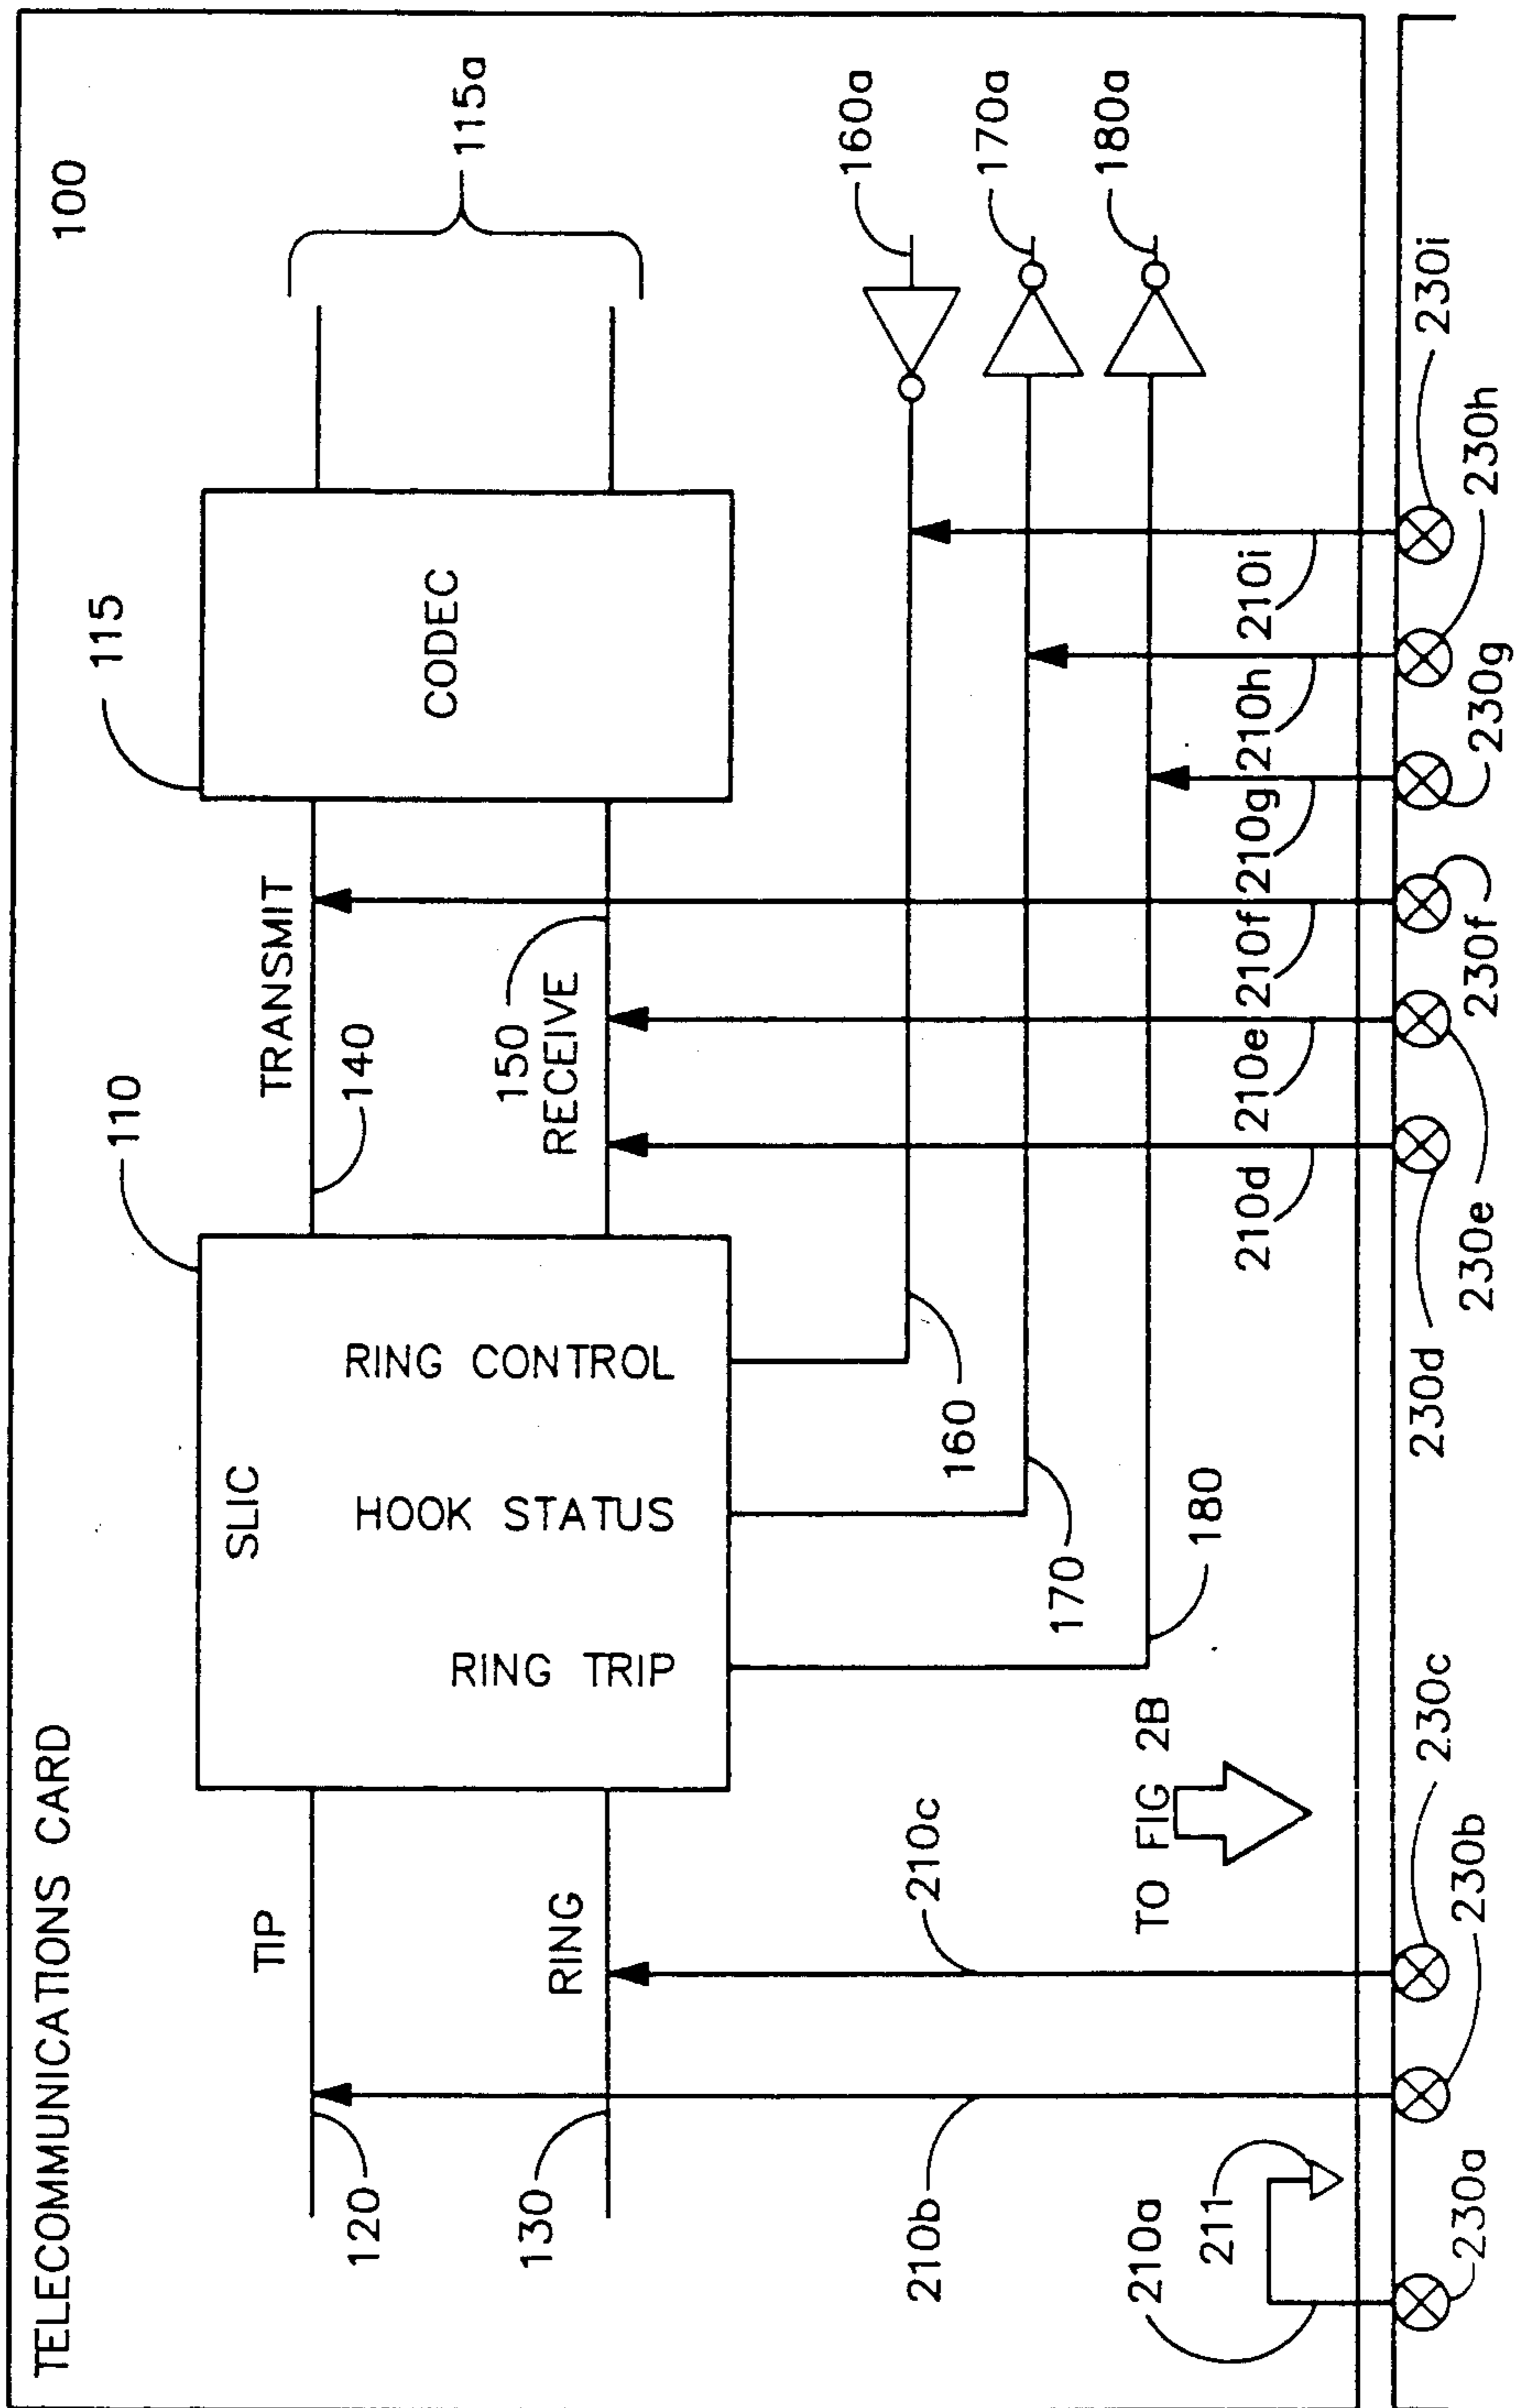 TELECOMMUNICATIONS CARD
100
110
115
115a
TIP
SLIC
TRANSMIT
CODEC
120
140
RING
RING TRIP
HOOK STATUS
RING CONTROL
150
RECEIVE
130
160a
210b
210c
160
170a
170
180a
180
TO FIG 2B
210a
211
210d
210e
210f
210g
210h
210i
230a
230b
230c
230d
230e
230f
230g
230h
230i